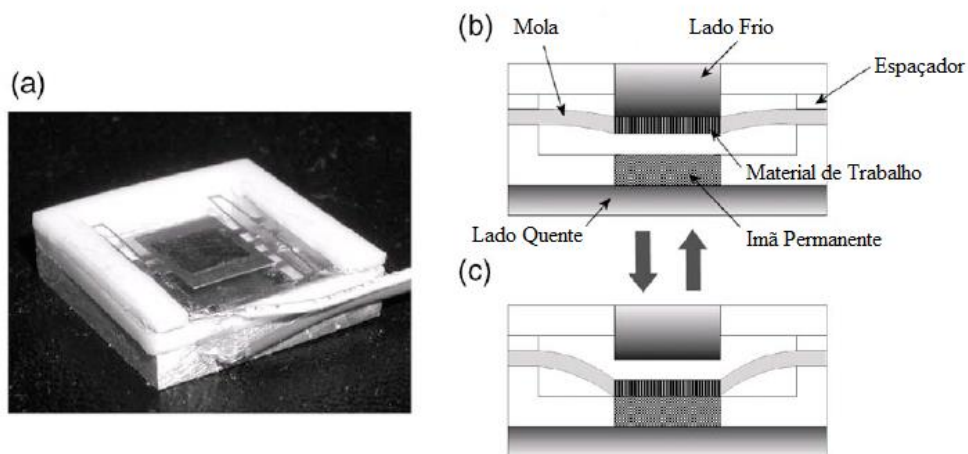 (a)
(b)
Mola
Lado Frio
Espaçador
Material de Trabalho
Lado Quente
Imã Permanente
(c)